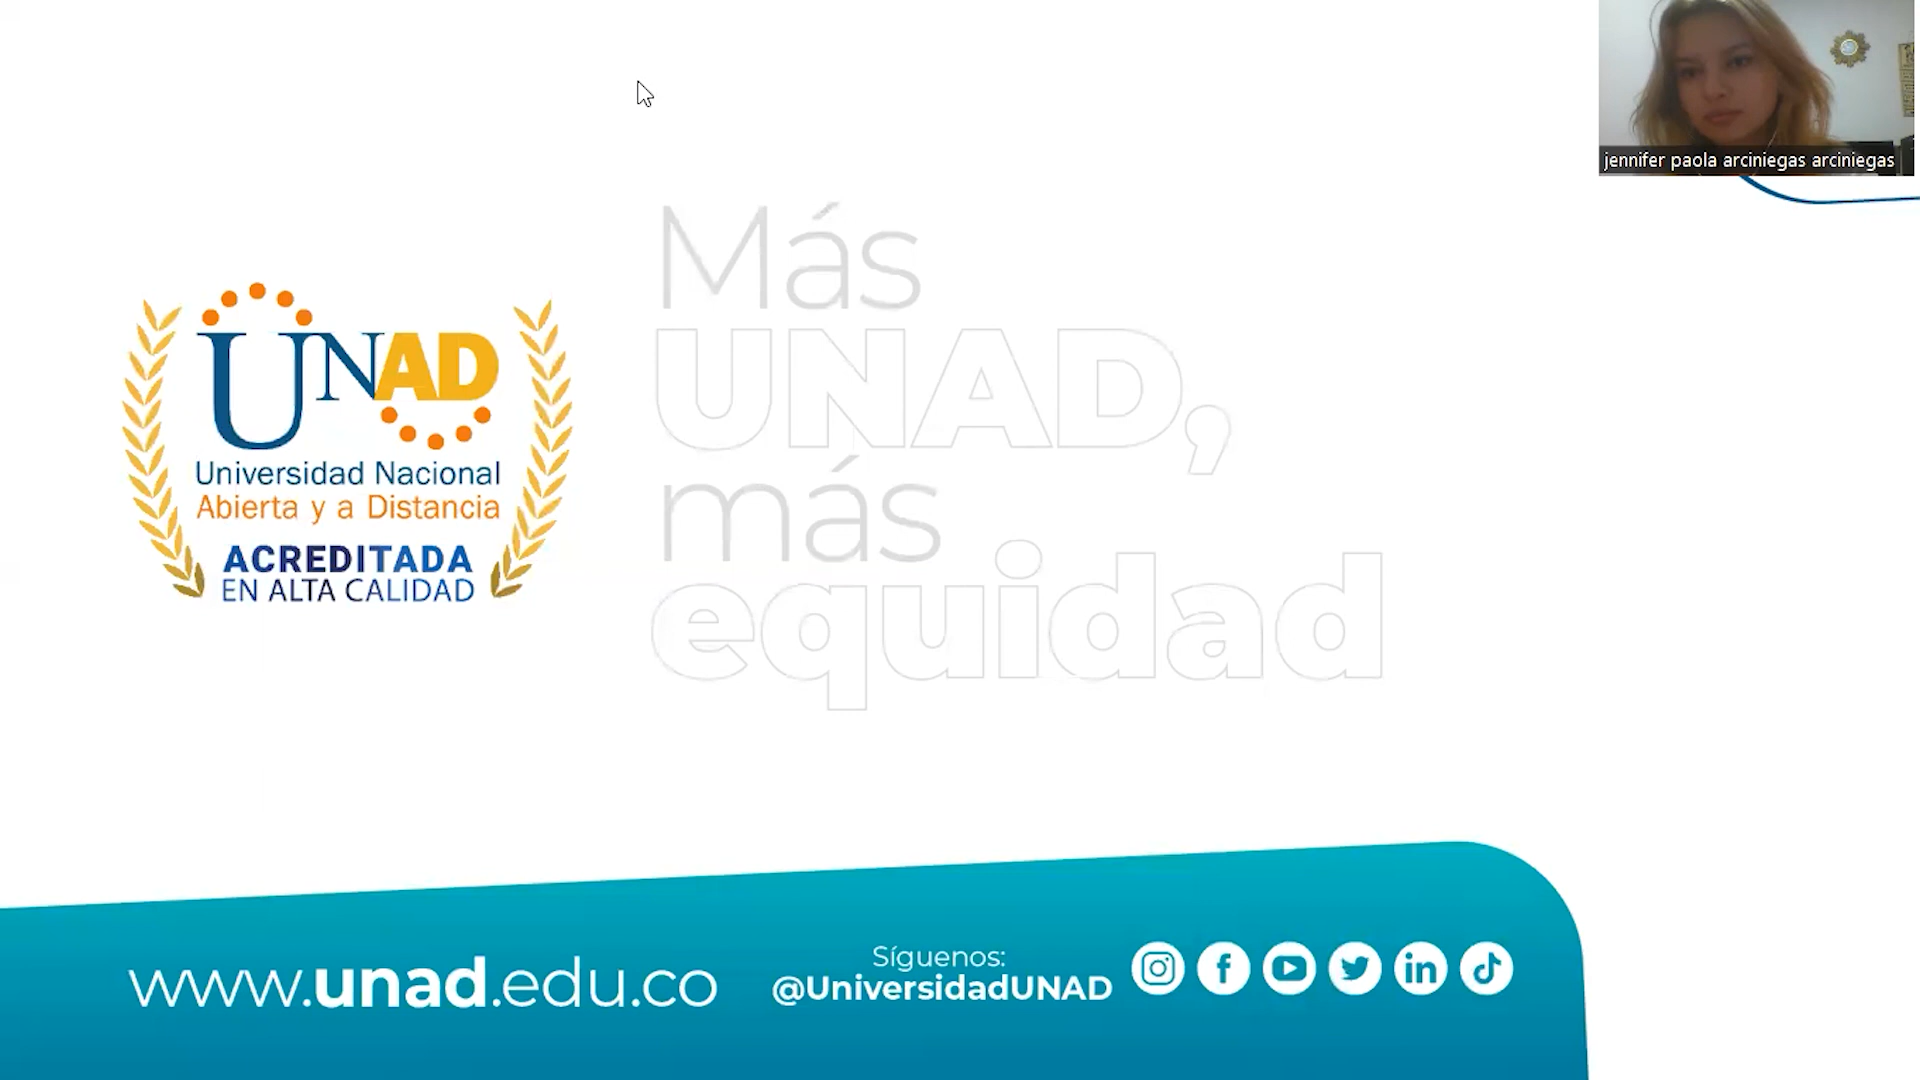 jennifer paola arciniegas arciniegas
Más
UNAD,
más
equidad
UNAD
Universidad Nacional
Abierta y a Distancia
ACREDITADA
EN ALTA CALIDAD
www.unad.edu.co
Síguenos:
@UniversidadUNAD